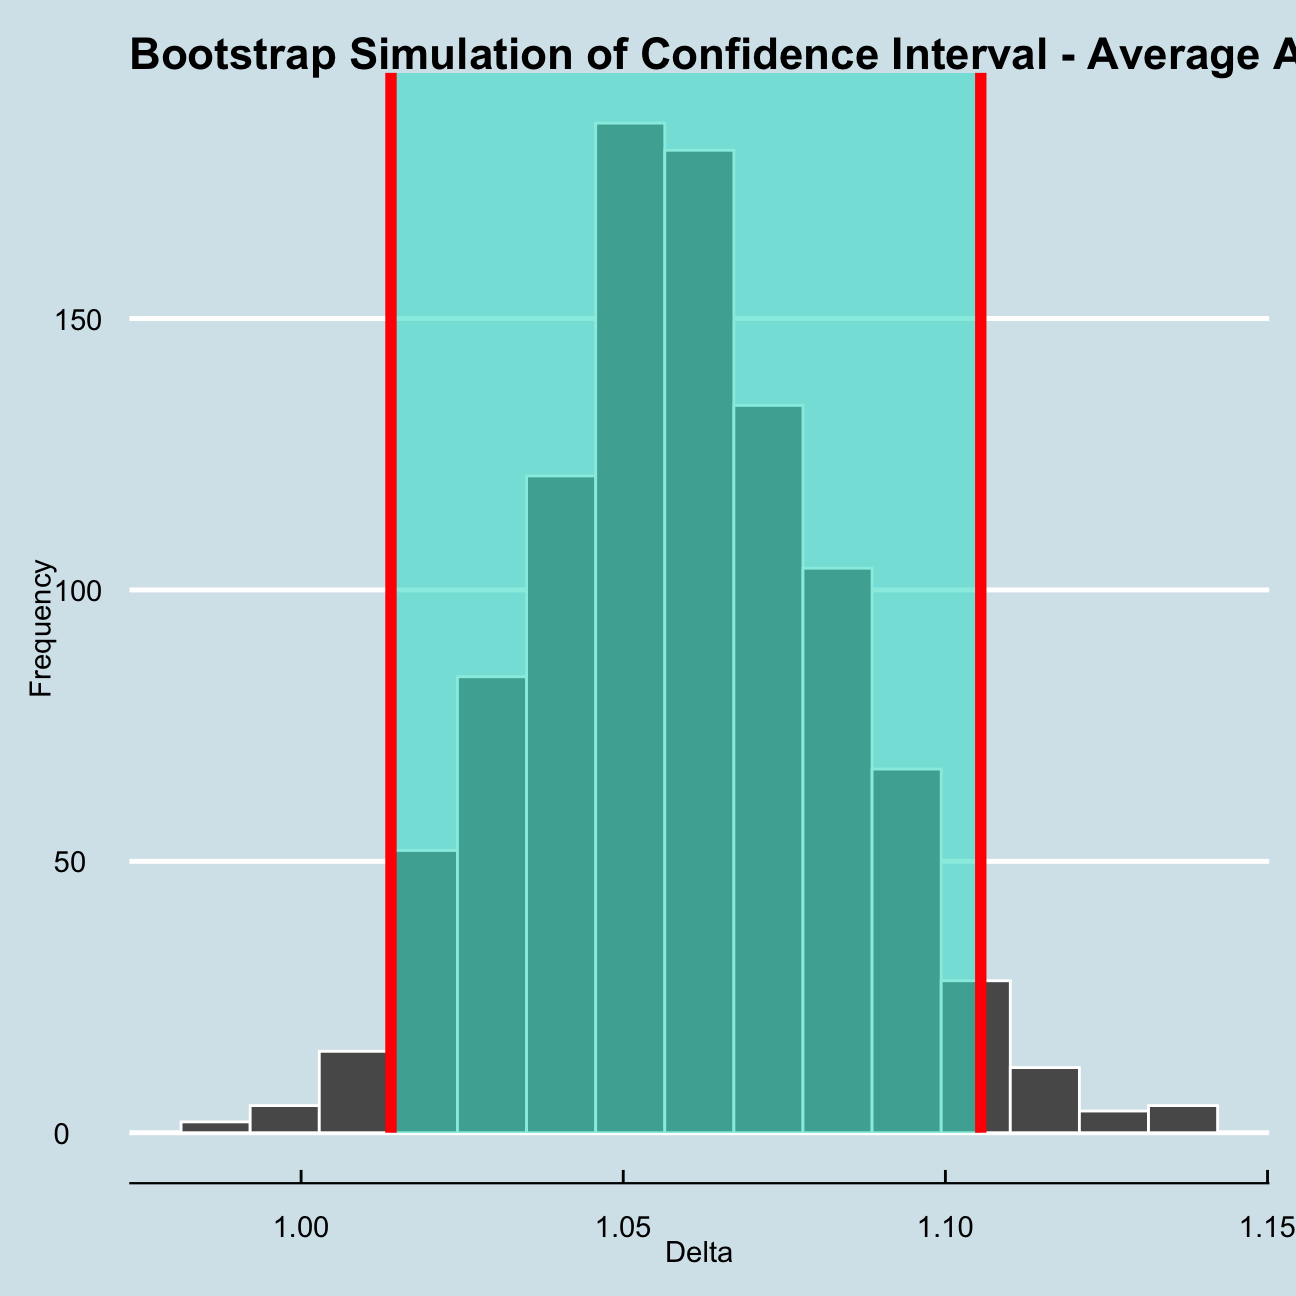 Bootstrap Simulation of Confidence Interval - Average A
150
100
50
0
Frequency
1.00 1.05 1.10 1.15
Delta